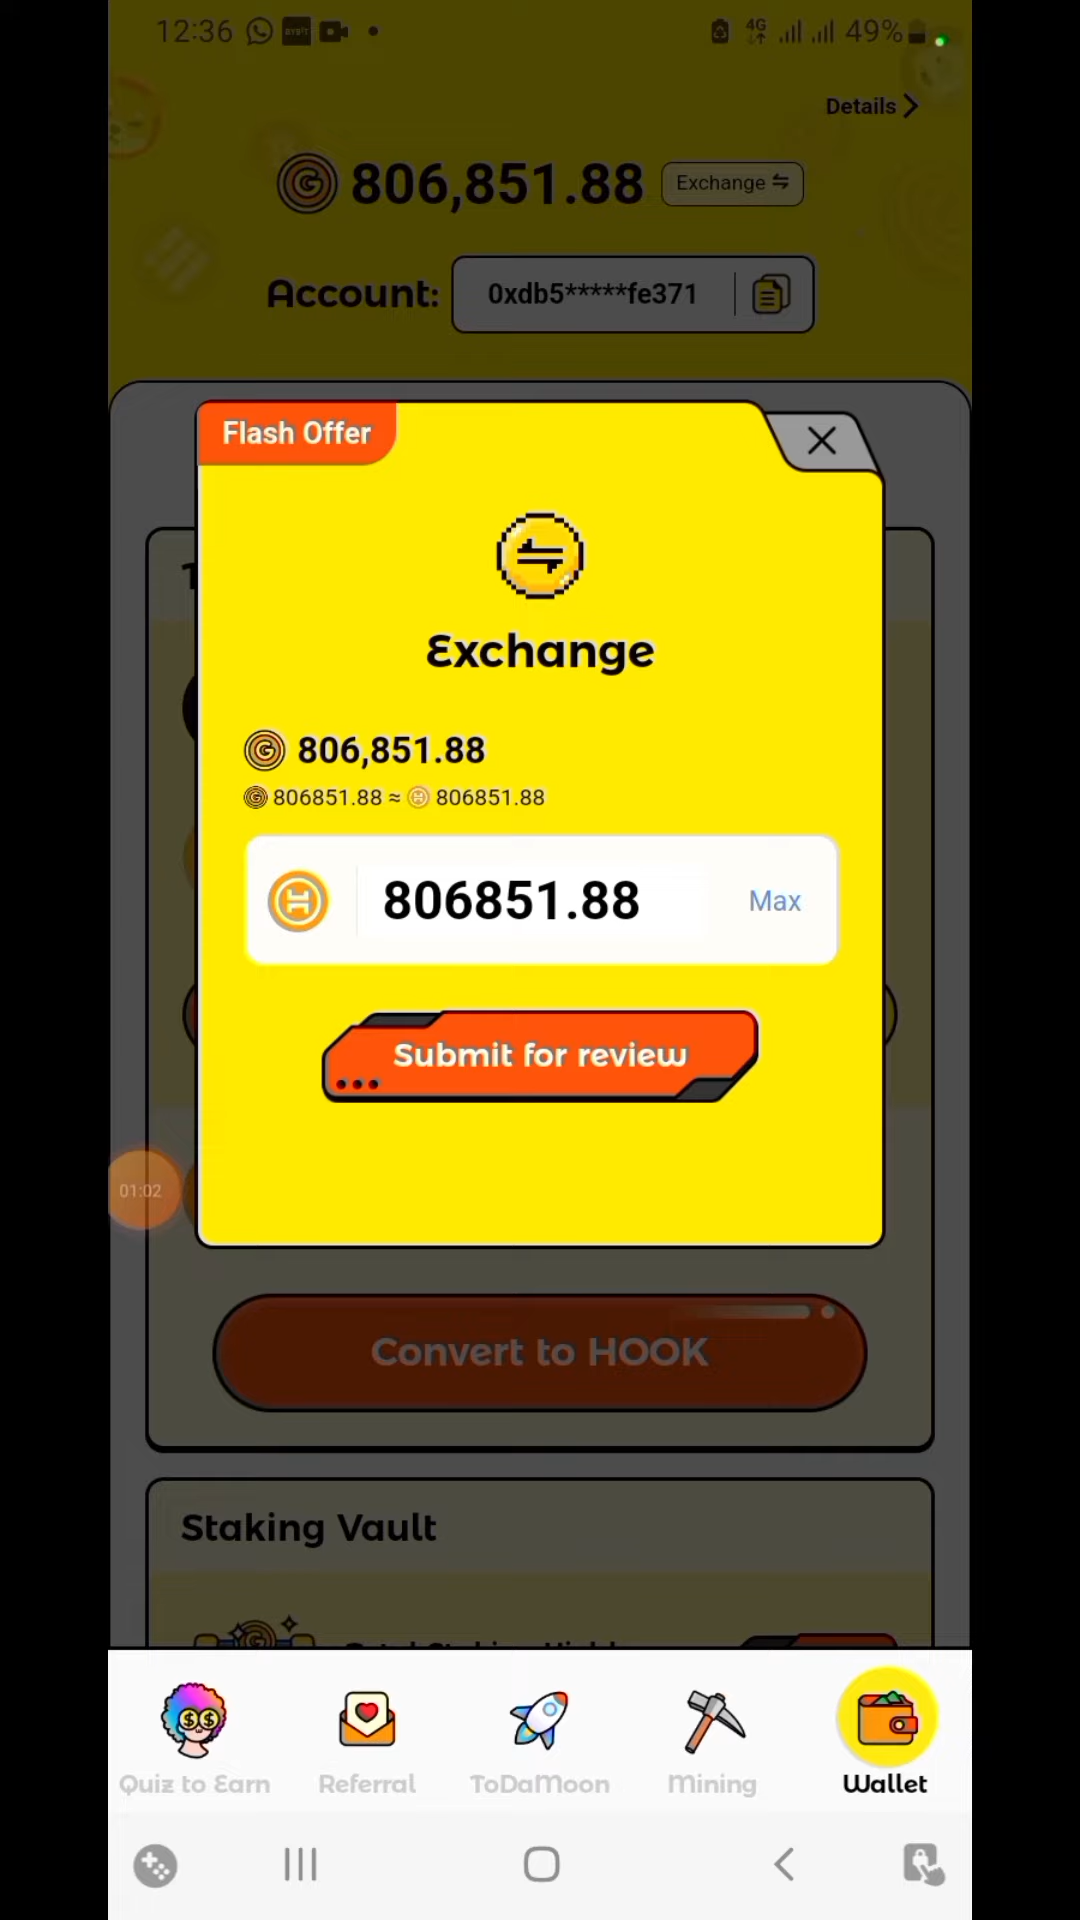 12:36 4G 49%
Details
806,851.88 Exchange
Account: 0xdb5*****fe371
Flash Offer
Exchange
806,851.88
806851.88 ≈ 806851.88
806851.88 Max
Submit for review
01:02
Convert to HOOK
Staking Vault
Quiz to Earn Referral ToDaMoon Mining Wallet